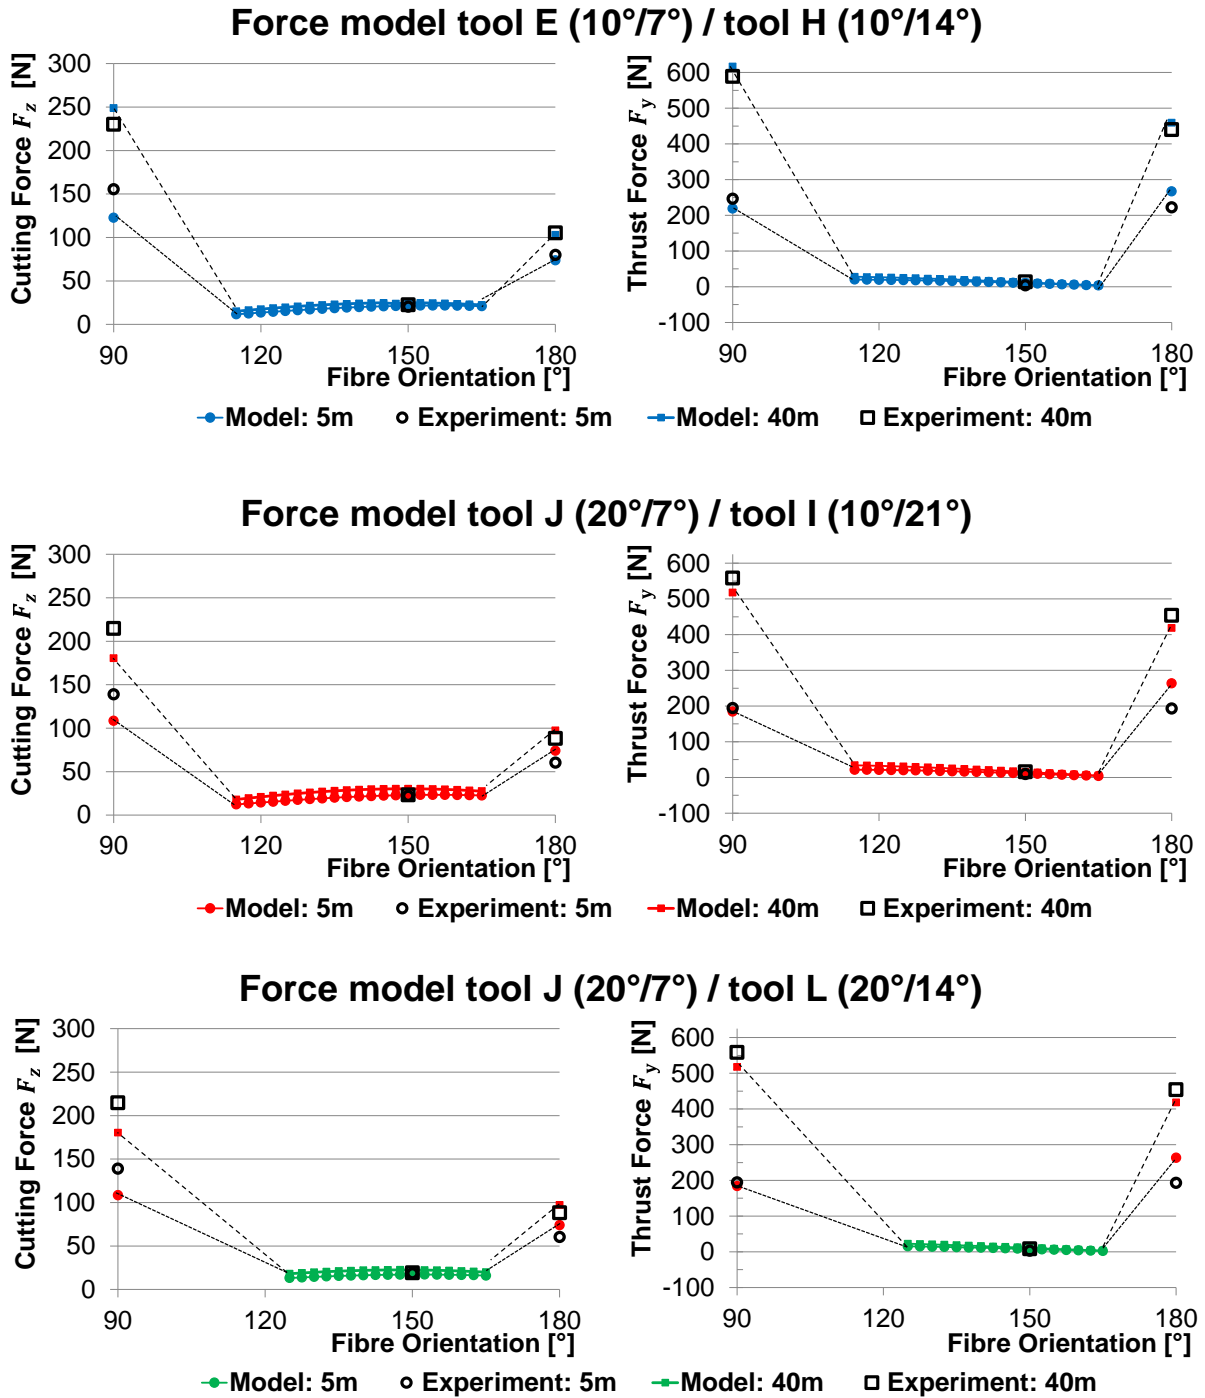 Force model tool E (10°/7°) / tool H (10°/14°)
Cutting Force F_z [N]
300
250
200
150
100
50
0
90
120
150
180
Fibre Orientation [°]
Thrust Force F_y [N]
600
500
400
300
200
100
0
-100
90
120
150
180
Fibre Orientation [°]
Model: 5m
Experiment: 5m
Model: 40m
Experiment: 40m
Force model tool J (20°/7°) / tool I (10°/21°)
Cutting Force F_z [N]
300
250
200
150
100
50
0
90
120
150
180
Fibre Orientation [°]
Thrust Force F_y [N]
600
500
400
300
200
100
0
-100
90
120
150
180
Fibre Orientation [°]
Model: 5m
Experiment: 5m
Model: 40m
Experiment: 40m
Force model tool J (20°/7°) / tool L (20°/14°)
Cutting Force F_z [N]
300
250
200
150
100
50
0
90
120
150
180
Fibre Orientation [°]
Thrust Force F_y [N]
600
500
400
300
200
100
0
-100
90
120
150
180
Fibre Orientation [°]
Model: 5m
Experiment: 5m
Model: 40m
Experiment: 40m